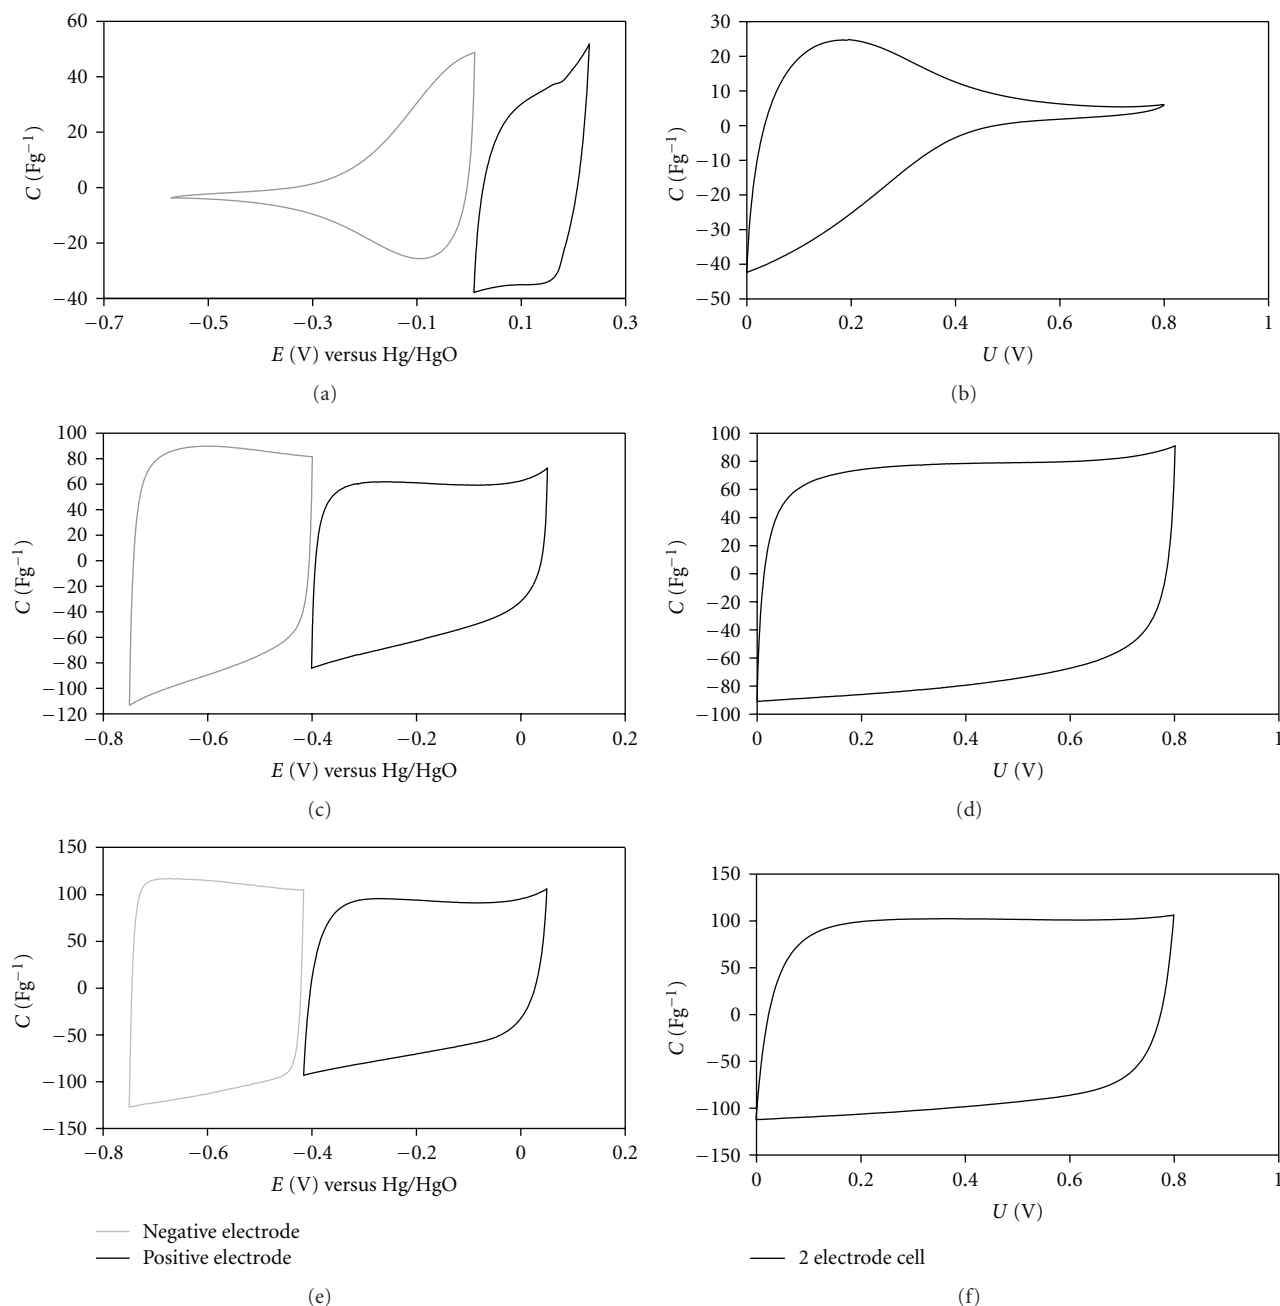 60
40
20
0
−20
−40
C (Fg−1)
−0.7 −0.5 −0.3 −0.1 0.1 0.3
E (V) versus Hg/HgO
(a)
30
20
10
0
−10
−20
−30
−40
−50
C (Fg−1)
0 0.2 0.4 0.6 0.8 1
U (V)
(b)
100
80
60
40
20
0
−20
−40
−60
−80
−100
−120
C (Fg−1)
−0.8 −0.6 −0.4 −0.2 0 0.2
E (V) versus Hg/HgO
(c)
100
80
60
40
20
0
−20
−40
−60
−80
−100
C (Fg−1)
0 0.2 0.4 0.6 0.8 1
U (V)
(d)
150
100
50
0
−50
−100
−150
C (Fg−1)
−0.8 −0.6 −0.4 −0.2 0 0.2
E (V) versus Hg/HgO
Negative electrode
Positive electrode
(e)
150
100
50
0
−50
−100
−150
C (Fg−1)
0 0.2 0.4 0.6 0.8 1
U (V)
2 electrode cell
(f)